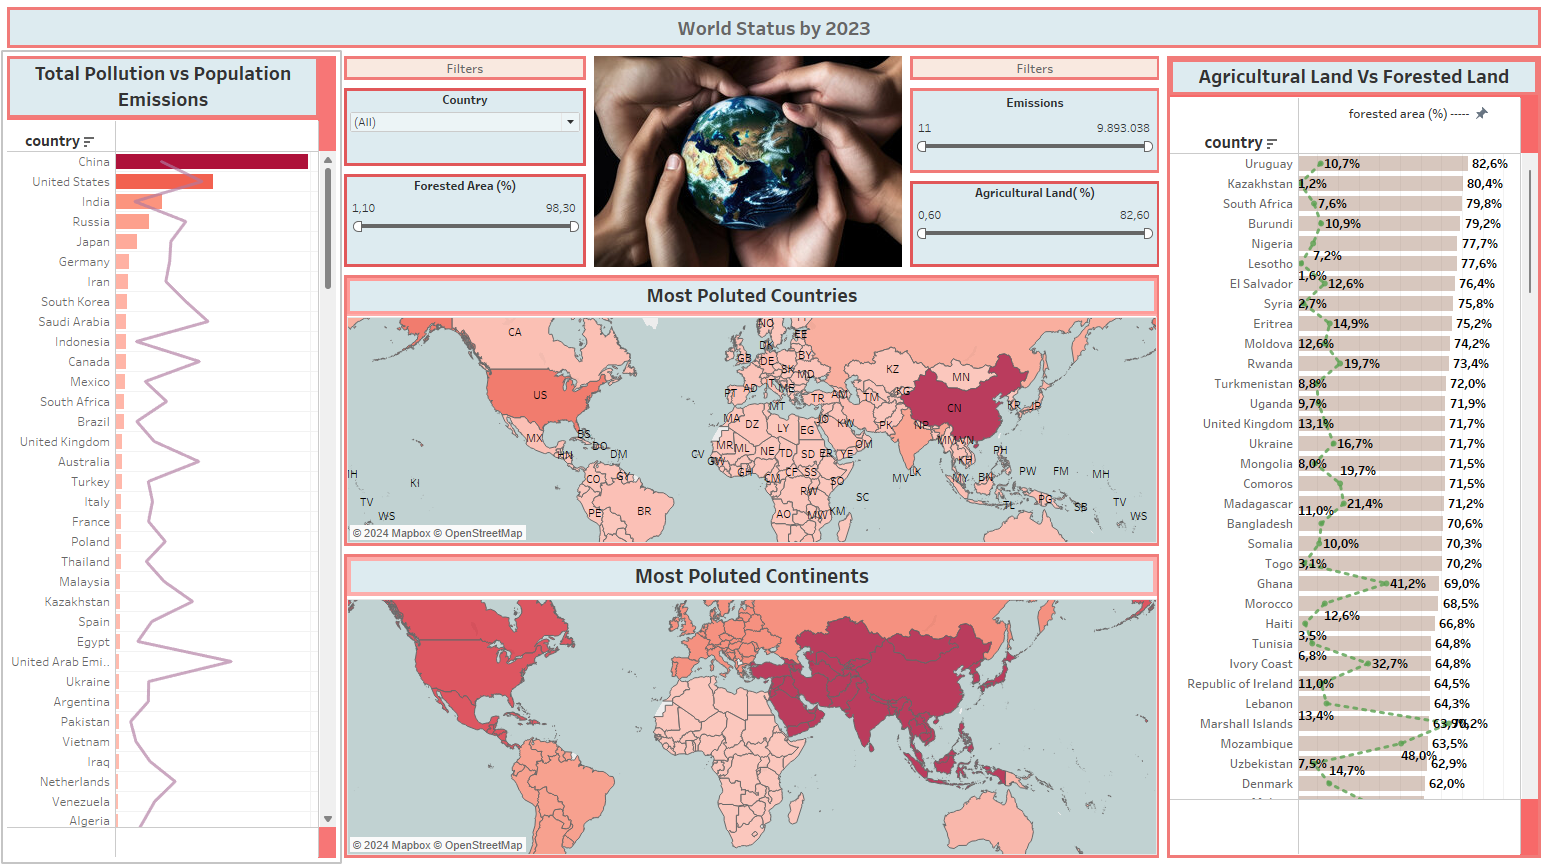 World Status by 2023
Total Pollution vs Population
Emissions
country
China
United States
India
Russia
Japan
Germany
Iran
South Korea
Saudi Arabia
Indonesia
Canada
Mexico
South Africa
Brazil
United Kingdom
Australia
Turkey
Italy
France
Poland
Thailand
Malaysia
Kazakhstan
Spain
Egypt
United Arab Emi..
Ukraine
Argentina
Pakistan
Vietnam
Iraq
Netherlands
Venezuela
Algeria
Filters
Country
(All)
Forested Area (%)
1,10 98,30
Filters
Emissions
11 9.893.038
Agricultural Land( %)
0,60 82,60
Most Poluted Countries
CA
NO
EE
DK
GB
DE
BY
SK
MD
KZ
MN
US
PT
AD
ME
KG
TR
AM
TM
CN
MT
KR
JP
MA
DZ
LY
EG
JO
KW
PK
NP
MX
BS
DO
DM
HN
CV
MR
ML
NE
TD
SD
ER
YE
OM
MM
VN
PH
GW
GH
CM
CF
SS
SO
MV
LK
KH
MY
BN
PW
FM
MH
IH
KI
CO
GY
RW
SC
TV
WS
PE
BR
AO
MW
KM
TL
PG
SB
TV
WS
© 2024 Mapbox © OpenStreetMap
Most Poluted Continents
© 2024 Mapbox © OpenStreetMap
Agricultural Land Vs Forested Land
forested area (%) -----
country
Uruguay 10,7% 82,6%
Kazakhstan 1,2% 80,4%
South Africa 7,6% 79,8%
Burundi 10,9% 79,2%
Nigeria 7,2% 77,7%
Lesotho 1,6% 77,6%
El Salvador 12,6% 76,4%
Syria 2,7% 75,8%
Eritrea 14,9% 75,2%
Moldova 12,6% 74,2%
Rwanda 19,7% 73,4%
Turkmenistan 8,8% 72,0%
Uganda 9,7% 71,9%
United Kingdom 13,1% 71,7%
Ukraine 16,7% 71,7%
Mongolia 8,0% 71,5%
Comoros 19,7% 71,5%
Madagascar 21,4% 71,2%
Bangladesh 11,0% 70,6%
Somalia 10,0% 70,3%
Togo 3,1% 70,2%
Ghana 41,2% 69,0%
Morocco 12,6% 68,5%
Haiti 3,5% 66,8%
Tunisia 6,8% 64,8%
Ivory Coast 32,7% 64,8%
Republic of Ireland 11,0% 64,5%
Lebanon 13,4% 64,3%
Marshall Islands 63,9% 70,2%
Mozambique 48,0% 63,5%
Uzbekistan 7,5% 62,9%
Denmark 14,7% 62,0%